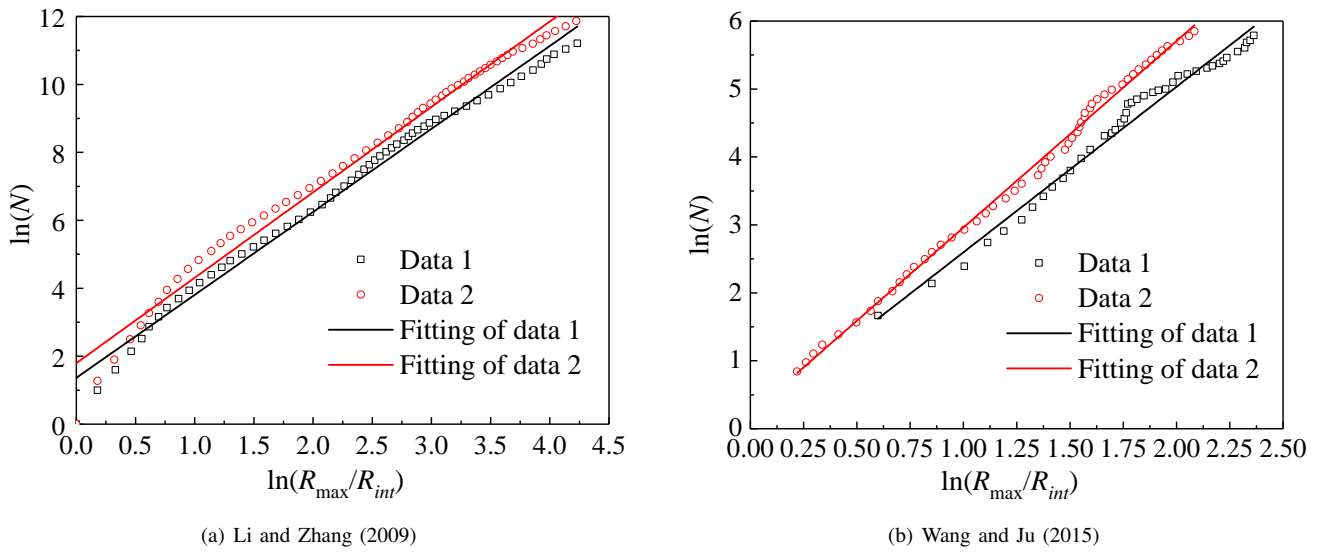 12
10
8
6
4
2
0
ln(N)
0.0 0.5 1.0 1.5 2.0 2.5 3.0 3.5 4.0 4.5
ln(Rmax/Rint)
Data 1
Data 2
Fitting of data 1
Fitting of data 2
(a) Li and Zhang (2009)
6
5
4
3
2
1
0
ln(N)
0.00 0.25 0.50 0.75 1.00 1.25 1.50 1.75 2.00 2.25 2.50
ln(Rmax/Rint)
Data 1
Data 2
Fitting of data 1
Fitting of data 2
(b) Wang and Ju (2015)